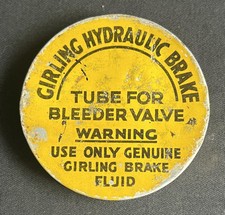 GIRLING HYDRAULIC BRAKE
TUBE FOR
BLEEDER VALVE
WARNING
USE ONLY GENUINE
GIRLING BRAKE
FLUID